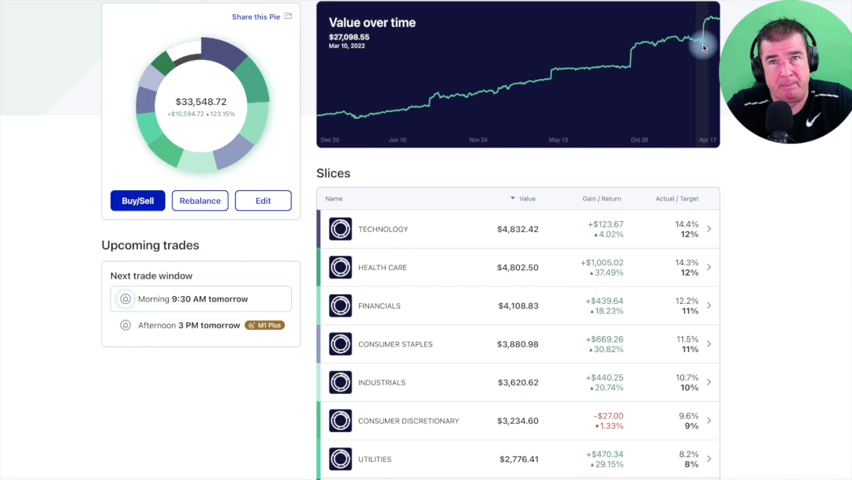 Share this Pie
$33,548.72
+$10,594.72 ▲123.15%
Buy/Sell
Rebalance
Edit
Upcoming trades
Next trade window
Morning 9:30 AM tomorrow
Afternoon 3 PM tomorrow
M1 Plus
Value over time
$27,098.55
Mar 10, 2022
Dec 20
Jun 10
Nov 24
May 13
Oct 28
Apr 17
Slices
Name ▼ Value Gain / Return Actual / Target
TECHNOLOGY $4,832.42 +$123.67 14.4%
▲4.02% 12%
HEALTH CARE $4,802.50 +$1,005.02 14.3%
▲37.49% 12%
FINANCIALS $4,108.83 +$439.64 12.2%
▲18.23% 11%
CONSUMER STAPLES $3,880.98 +$669.26 11.5%
▲30.82% 11%
INDUSTRIALS $3,620.62 +$440.25 10.7%
▲20.74% 10%
CONSUMER DISCRETIONARY $3,234.60 -$27.00 9.6%
▼1.33% 9%
UTILITIES $2,776.41 +$470.34 8.2%
▲29.15% 8%